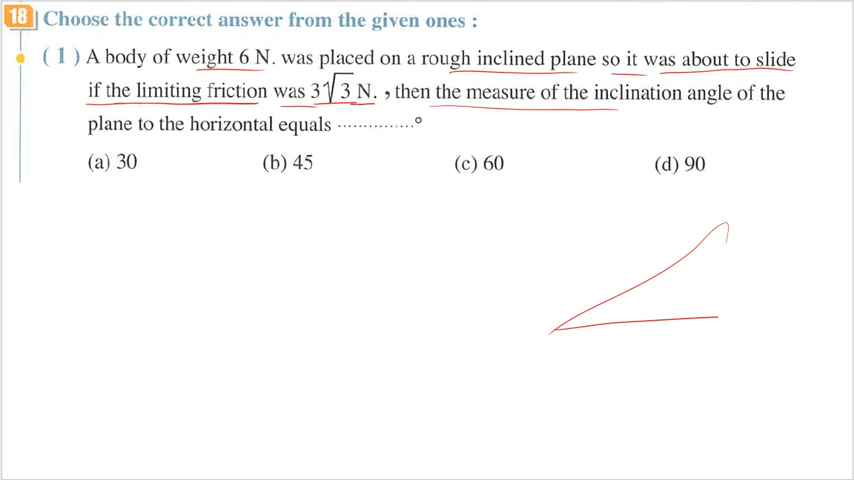 18 Choose the correct answer from the given ones :
( 1 ) A body of weight 6 N. was placed on a rough inclined plane so it was about to slide
if the limiting friction was 3√3 N. , then the measure of the inclination angle of the
plane to the horizontal equals ...............°
(a) 30 (b) 45 (c) 60 (d) 90